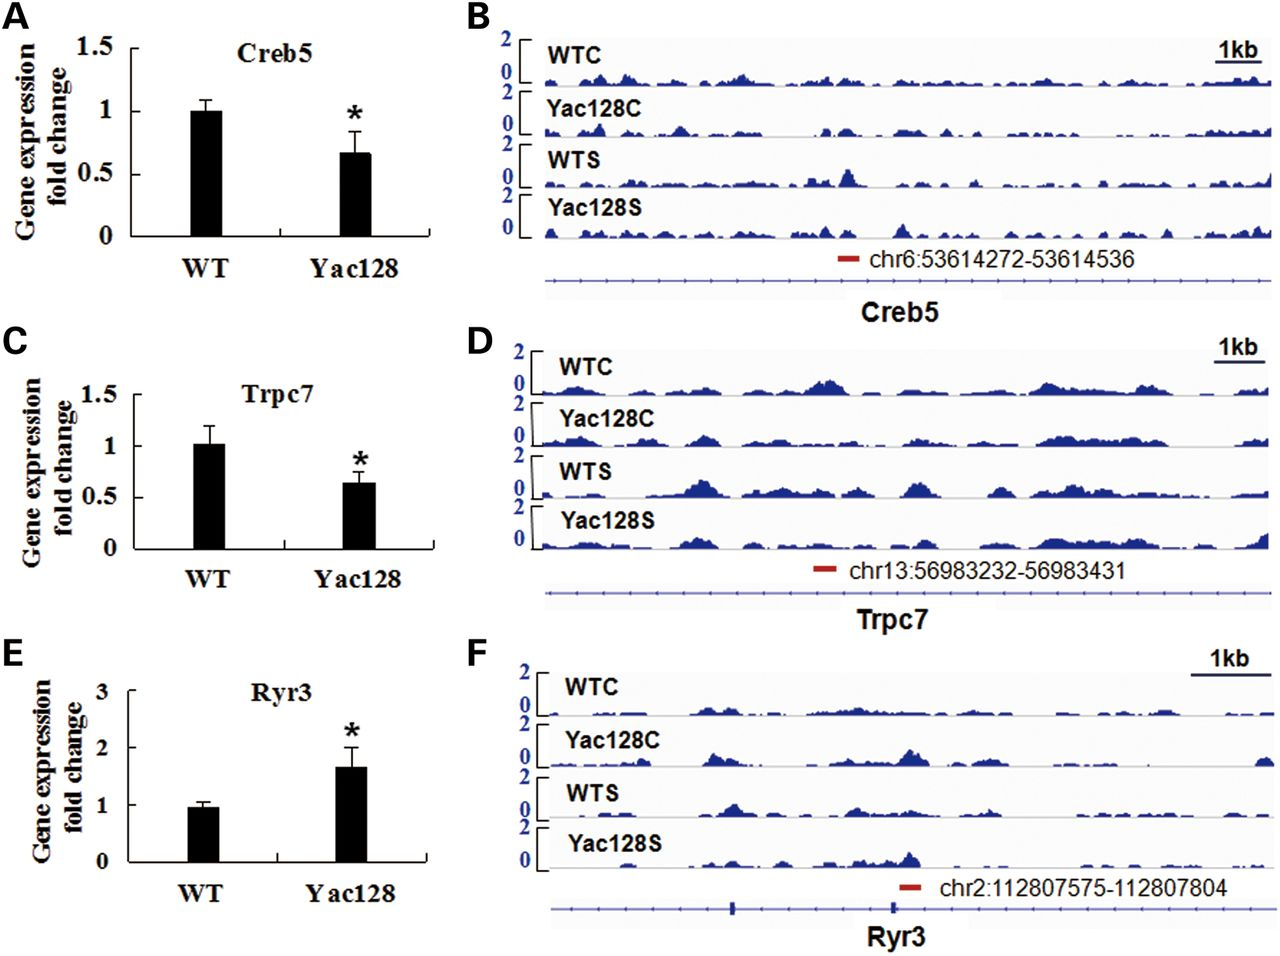 A
Creb5
Gene expression
fold change
1.5
1
0.5
0
*
WT
Yac128
B
1kb
2
0
WTC
2
0
Yac128C
2
0
WTS
2
0
Yac128S
chr6:53614272-53614536
Creb5
C
Trpc7
Gene expression
fold change
1.5
1
0.5
0
*
WT
Yac128
D
1kb
2
0
WTC
2
0
Yac128C
2
0
WTS
2
0
Yac128S
chr13:56983232-56983431
Trpc7
E
Ryr3
Gene expression
fold change
3
2
1
0
*
WT
Yac128
F
1kb
2
0
WTC
2
0
Yac128C
2
0
WTS
2
0
Yac128S
chr2:112807575-112807804
Ryr3